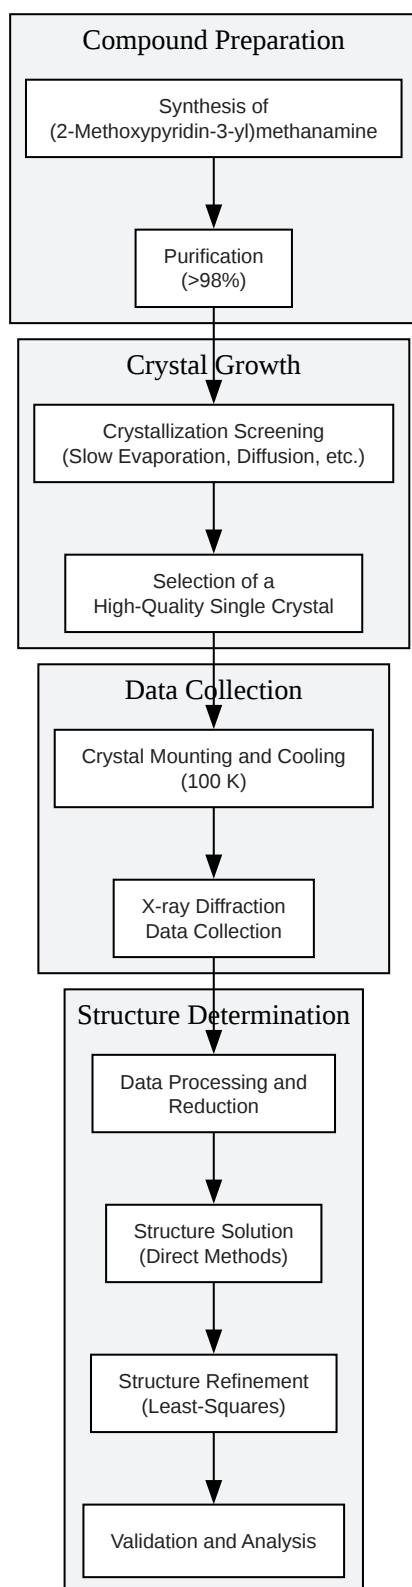 Compound Preparation
Synthesis of
(2-Methoxypyridin-3-yl)methanamine
Purification
(>98%)
Crystal Growth
Crystallization Screening
(Slow Evaporation, Diffusion, etc.)
Selection of a
High-Quality Single Crystal
Data Collection
Crystal Mounting and Cooling
(100 K)
X-ray Diffraction
Data Collection
Structure Determination
Data Processing and
Reduction
Structure Solution
(Direct Methods)
Structure Refinement
(Least-Squares)
Validation and Analysis